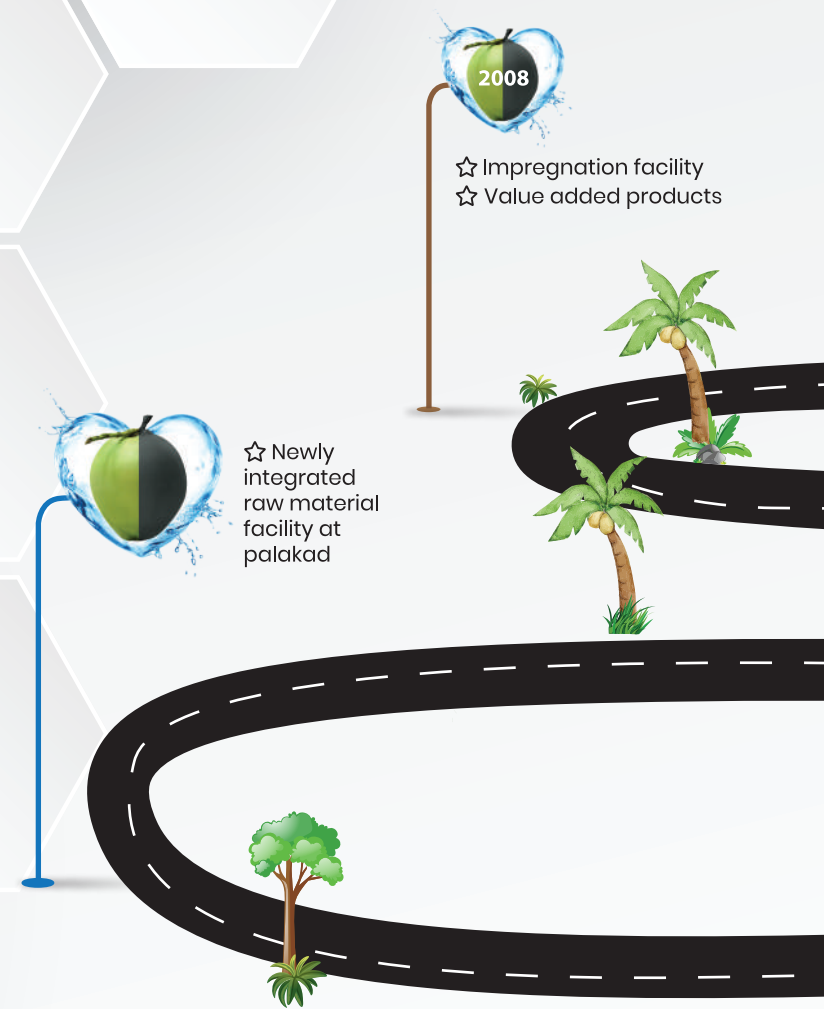 2008
☆ Impregnation facility
☆ Value added products
☆ Newly
integrated
raw material
facility at
palakad